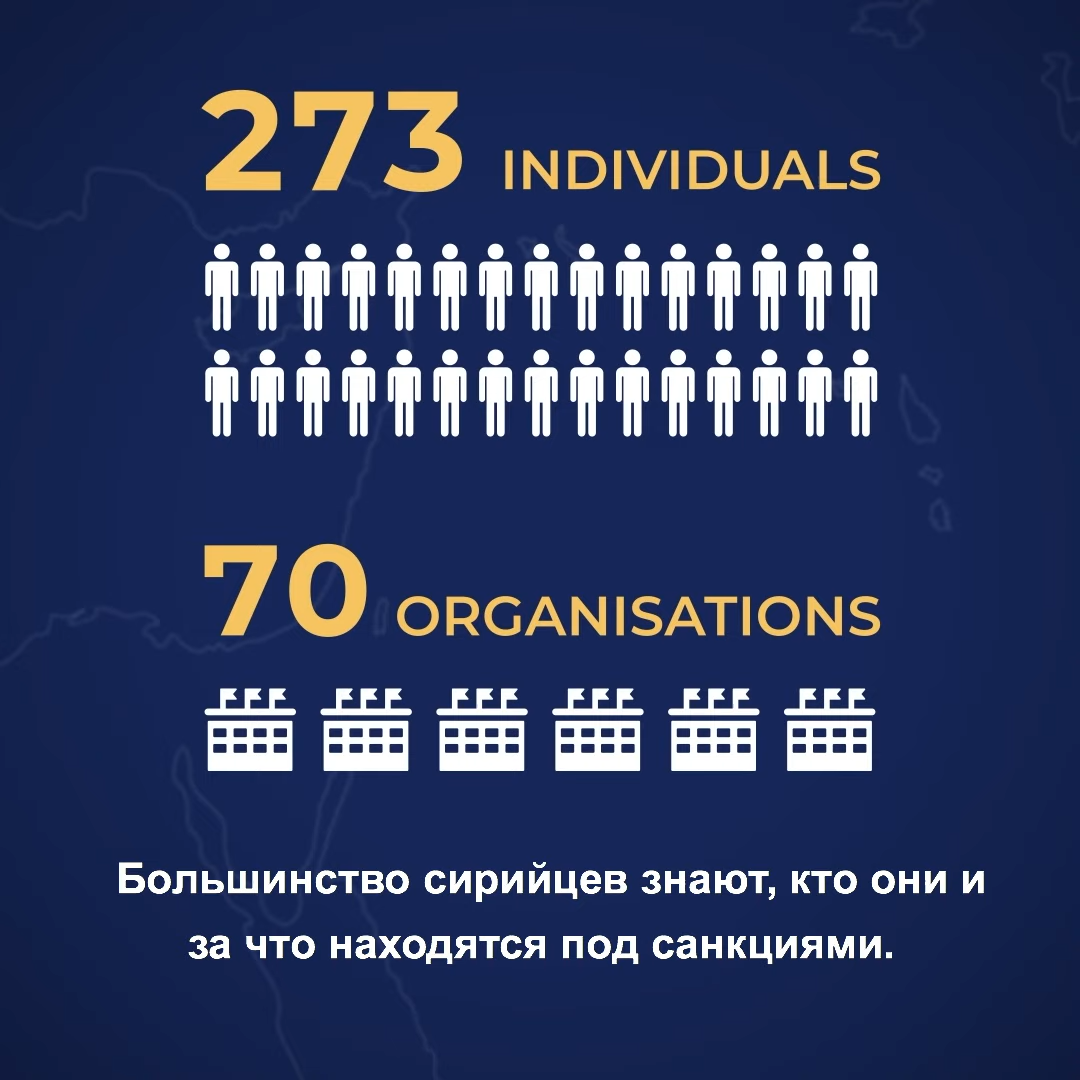 273 INDIVIDUALS
70 ORGANISATIONS
Большинство сирийцев знают, кто они и
за что находятся под санкциями.